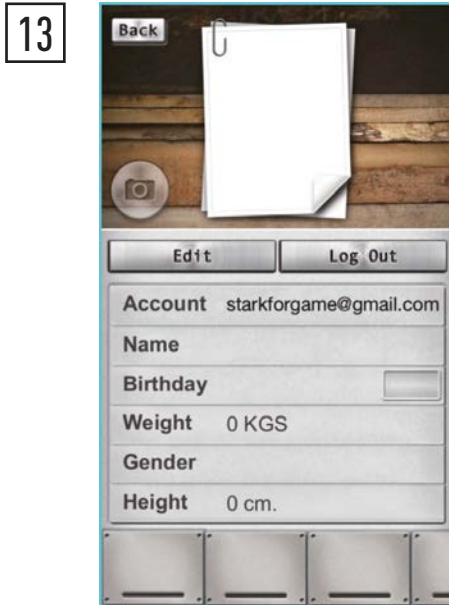 13
Back
Edit Log Out
Account starkforgame@gmail.com
Name
Birthday
Weight 0 KGS
Gender
Height 0 cm.